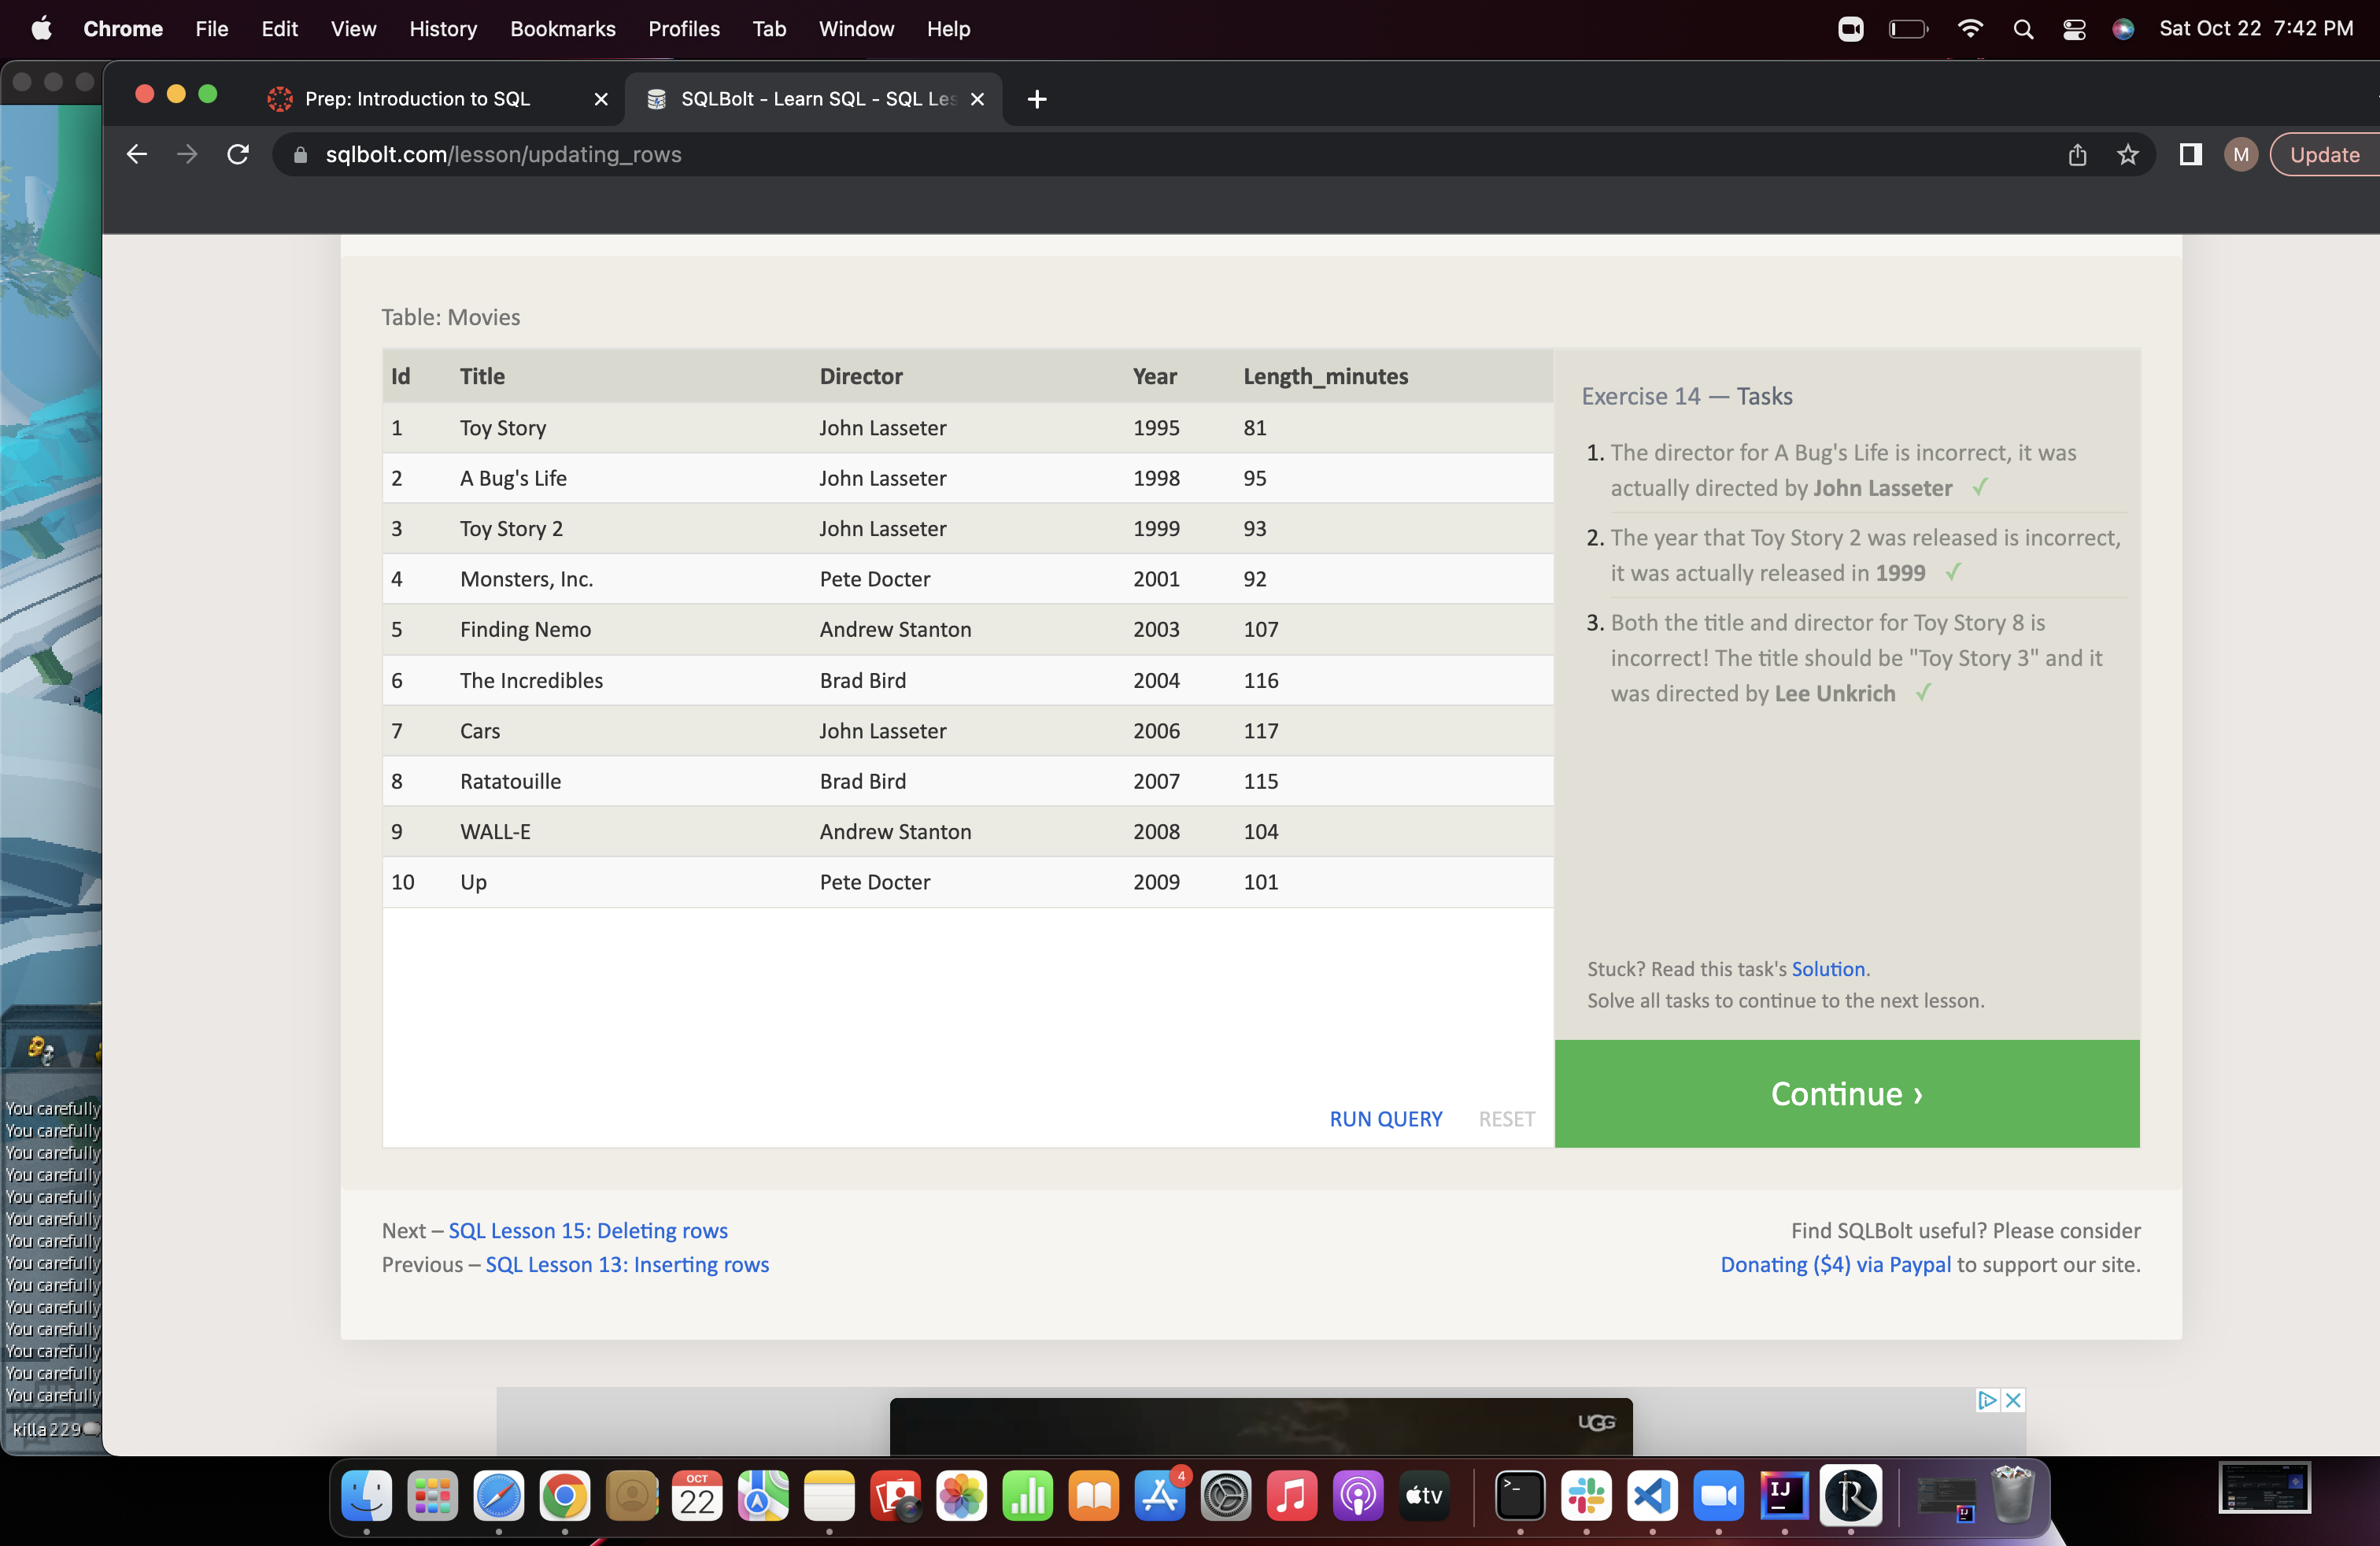 Chrome File Edit View History Bookmarks Profiles Tab Window Help
Sat Oct 22 7:42 PM
Prep: Introduction to SQL
SQLBolt - Learn SQL - SQL Les
sqlbolt.com/lesson/updating_rows
M
Update
Table: Movies
Id Title Director Year Length_minutes
1 Toy Story John Lasseter 1995 81
2 A Bug's Life John Lasseter 1998 95
3 Toy Story 2 John Lasseter 1999 93
4 Monsters, Inc. Pete Docter 2001 92
5 Finding Nemo Andrew Stanton 2003 107
6 The Incredibles Brad Bird 2004 116
7 Cars John Lasseter 2006 117
8 Ratatouille Brad Bird 2007 115
9 WALL-E Andrew Stanton 2008 104
10 Up Pete Docter 2009 101
RUN QUERY RESET
Exercise 14 — Tasks
1. The director for A Bug's Life is incorrect, it was
actually directed by John Lasseter ✓
2. The year that Toy Story 2 was released is incorrect,
it was actually released in 1999 ✓
3. Both the title and director for Toy Story 8 is
incorrect! The title should be "Toy Story 3" and it
was directed by Lee Unkrich ✓
Stuck? Read this task's Solution.
Solve all tasks to continue to the next lesson.
Continue ›
Next – SQL Lesson 15: Deleting rows
Previous – SQL Lesson 13: Inserting rows
Find SQLBolt useful? Please consider
Donating ($4) via Paypal to support our site.
You carefully
You carefully
You carefully
You carefully
You carefully
You carefully
You carefully
You carefully
You carefully
You carefully
You carefully
You carefully
You carefully
You carefully
killa229
UGG
OCT
22
4
tv
>_
IJ
R